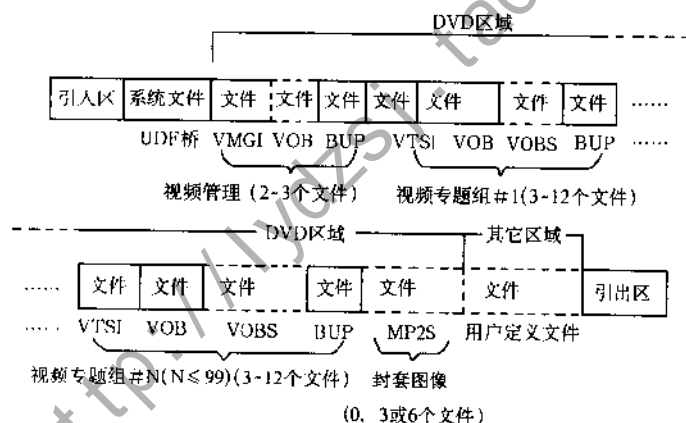 DVD区域
引入区 系统文件 文件 文件 文件 文件 文件 文件 文件 ……
UDF桥 VMGI VOB BUP VTSI VOB VOBS BUP ……
视频管理 (2~3个文件) 视频专题组#1(3~12个文件)
DVD区域 其它区域
…… 文件 文件 文件 文件 文件 文件 引出区
…… VTSI VOB VOBS BUP MP2S 用户定义文件
视频专题组#N(N≤99)(3~12个文件) 封套图像
(0, 3或6个文件)